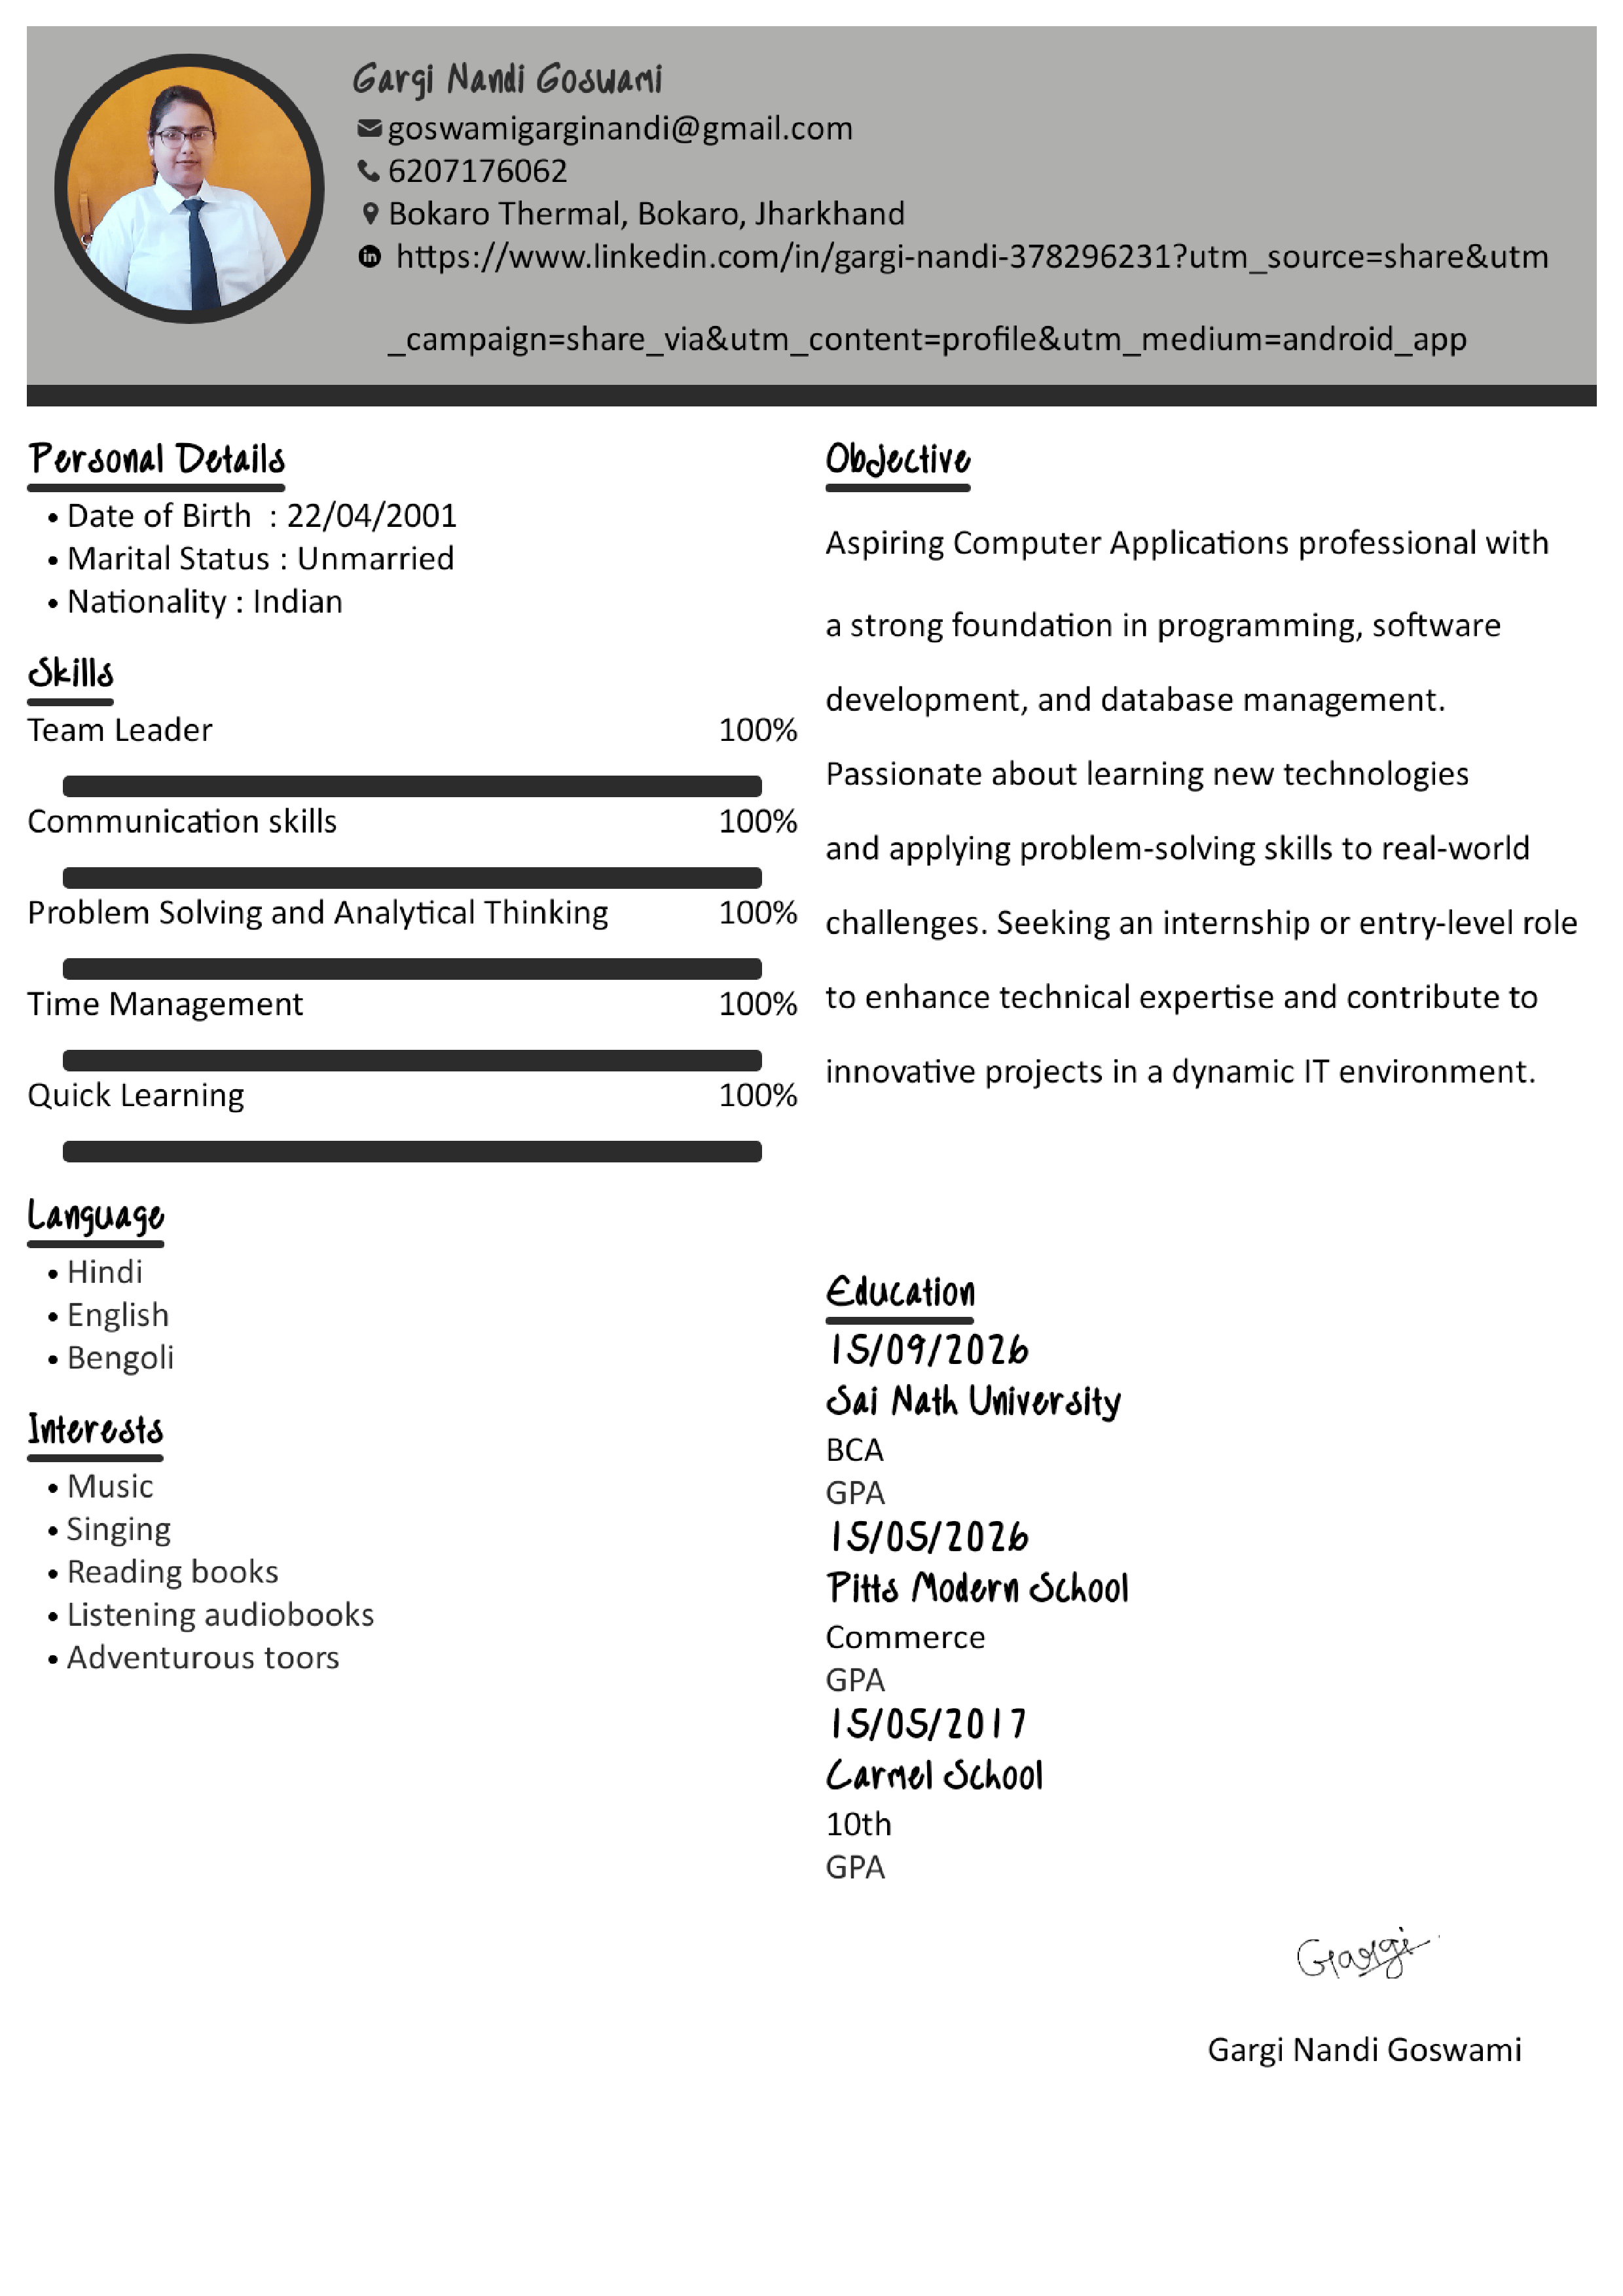 Gargi Nandi Goswami
goswamigarginandi@gmail.com
6207176062
Bokaro Thermal, Bokaro, Jharkhand
https://www.linkedin.com/in/gargi-nandi-378296231?utm_source=share&utm
_campaign=share_via&utm_content=profile&utm_medium=android_app
Personal Details
• Date of Birth : 22/04/2001
• Marital Status : Unmarried
• Nationality : Indian
Skills
Team Leader 100%
Communication skills 100%
Problem Solving and Analytical Thinking 100%
Time Management 100%
Quick Learning 100%
Language
• Hindi
• English
• Bengoli
Interests
• Music
• Singing
• Reading books
• Listening audiobooks
• Adventurous toors
Objective
Aspiring Computer Applications professional with
a strong foundation in programming, software
development, and database management.
Passionate about learning new technologies
and applying problem-solving skills to real-world
challenges. Seeking an internship or entry-level role
to enhance technical expertise and contribute to
innovative projects in a dynamic IT environment.
Education
15/09/2026
Sai Nath University
BCA
GPA
15/05/2026
Pitts Modern School
Commerce
GPA
15/05/2017
Carmel School
10th
GPA
Gargi
Gargi Nandi Goswami